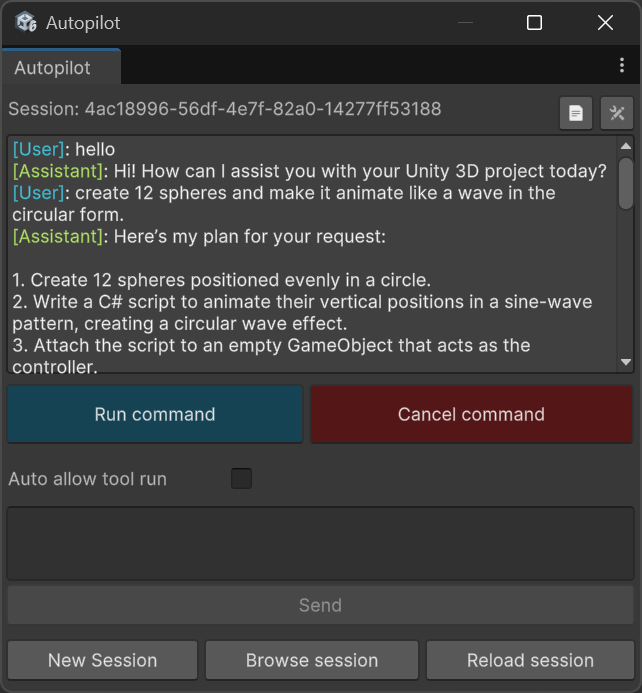 Autopilot
Autopilot
Session: 4ac18996-56df-4e7f-82a0-14277ff53188
[User]: hello
[Assistant]: Hi! How can I assist you with your Unity 3D project today?
[User]: create 12 spheres and make it animate like a wave in the
circular form.
[Assistant]: Here’s my plan for your request:
1. Create 12 spheres positioned evenly in a circle.
2. Write a C# script to animate their vertical positions in a sine-wave
pattern, creating a circular wave effect.
3. Attach the script to an empty GameObject that acts as the
controller.
Run command
Cancel command
Auto allow tool run
Send
New Session
Browse session
Reload session